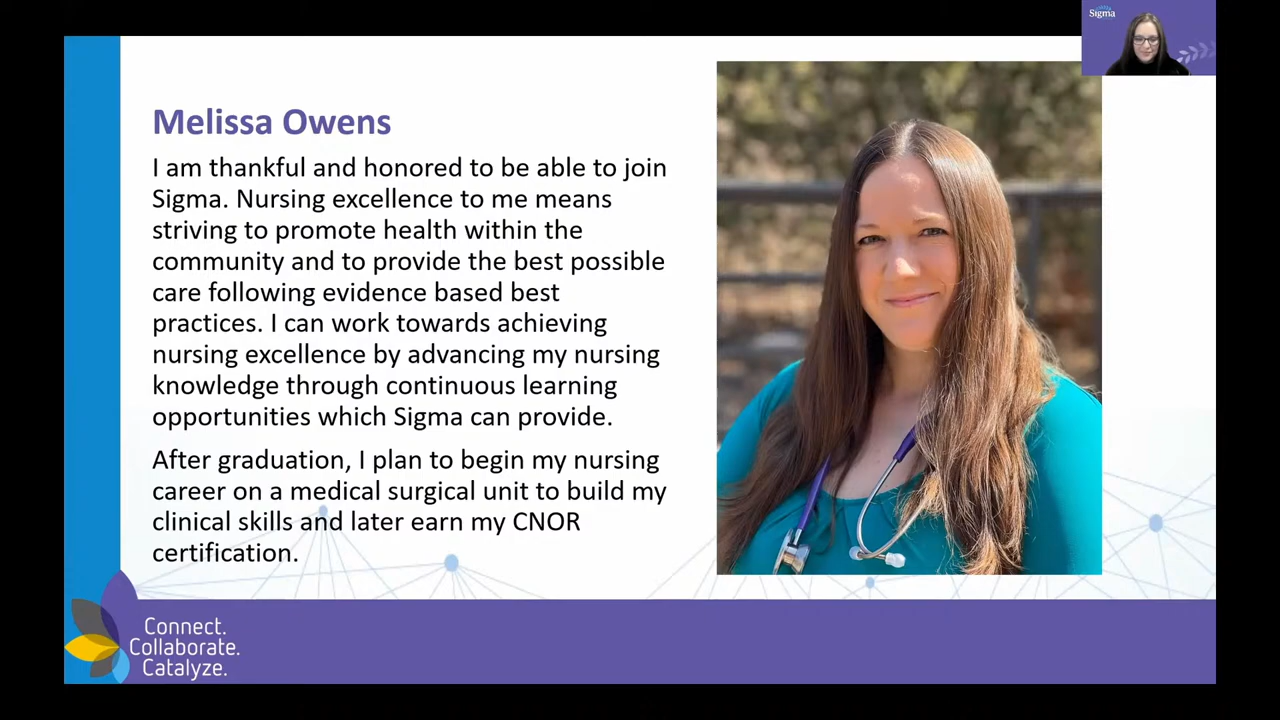 Sigma
Melissa Owens
I am thankful and honored to be able to join
Sigma. Nursing excellence to me means
striving to promote health within the
community and to provide the best possible
care following evidence based best
practices. I can work towards achieving
nursing excellence by advancing my nursing
knowledge through continuous learning
opportunities which Sigma can provide.
After graduation, I plan to begin my nursing
career on a medical surgical unit to build my
clinical skills and later earn my CNOR
certification.
Connect.
Collaborate.
Catalyze.